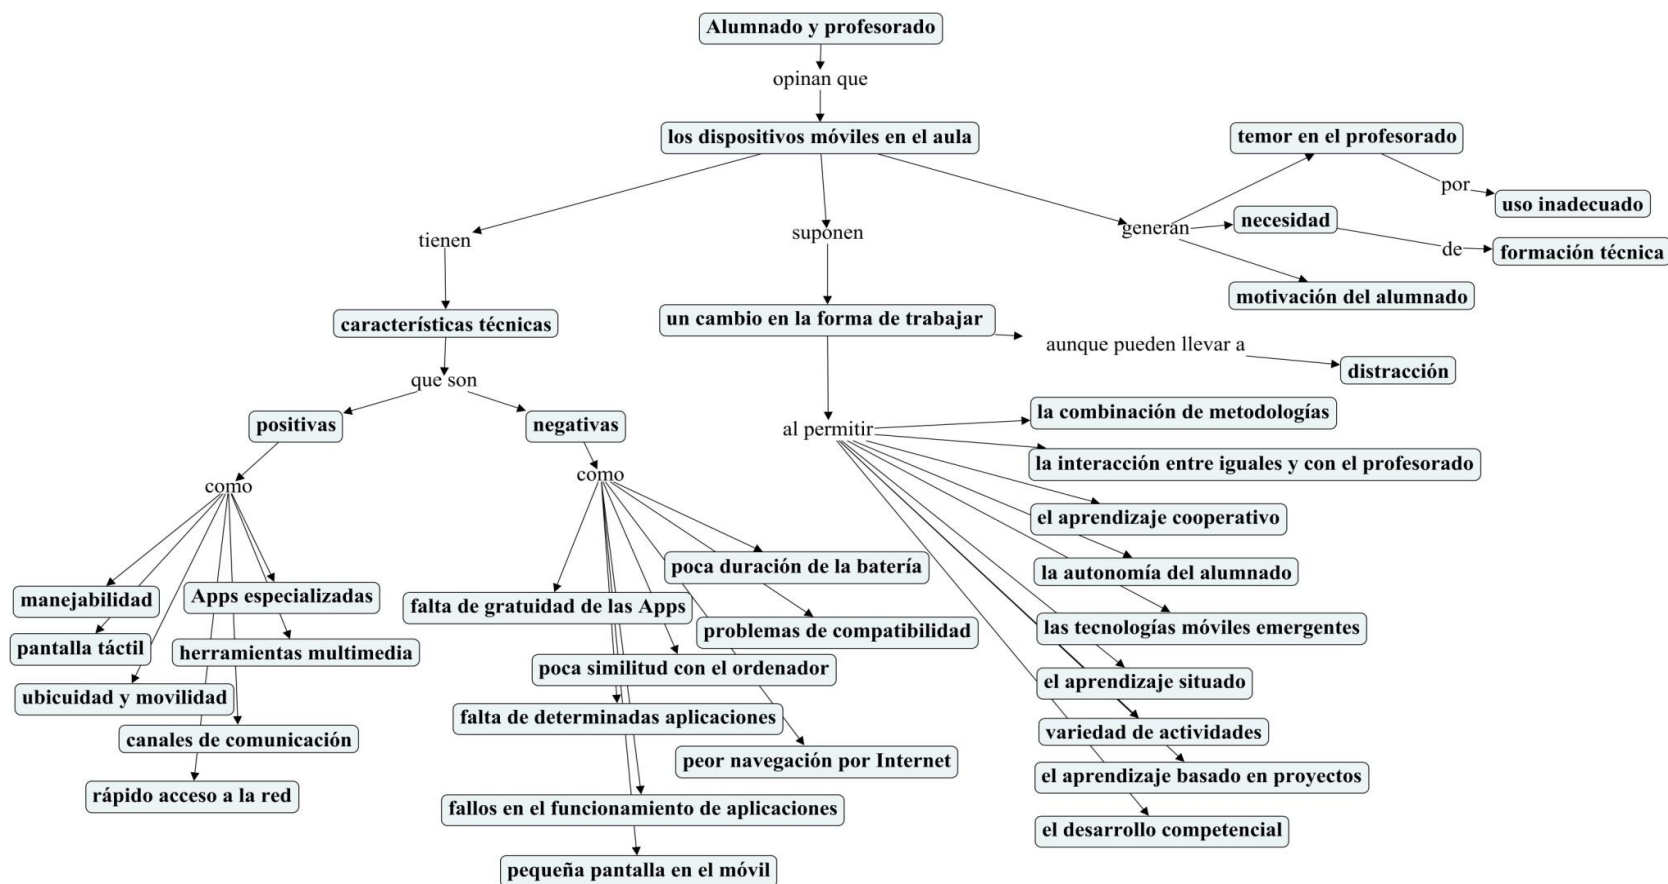 Alumnado y profesorado
opinan que
los dispositivos móviles en el aula
tienen
características técnicas
que son
positivas
como
manejabilidad
pantalla táctil
ubicuidad y movilidad
Apps especializadas
herramientas multimedia
canales de comunicación
rápido acceso a la red
negativas
como
poca duración de la batería
falta de gratuidad de las Apps
problemas de compatibilidad
poca similitud con el ordenador
falta de determinadas aplicaciones
peor navegación por Internet
fallos en el funcionamiento de aplicaciones
pequeña pantalla en el móvil
suponen
un cambio en la forma de trabajar
aunque pueden llevar a
distracción
al permitir
la combinación de metodologías
la interacción entre iguales y con el profesorado
el aprendizaje cooperativo
la autonomía del alumnado
las tecnologías móviles emergentes
el aprendizaje situado
variedad de actividades
el aprendizaje basado en proyectos
el desarrollo competencial
generan
temor en el profesorado
por
uso inadecuado
necesidad
de
formación técnica
motivación del alumnado